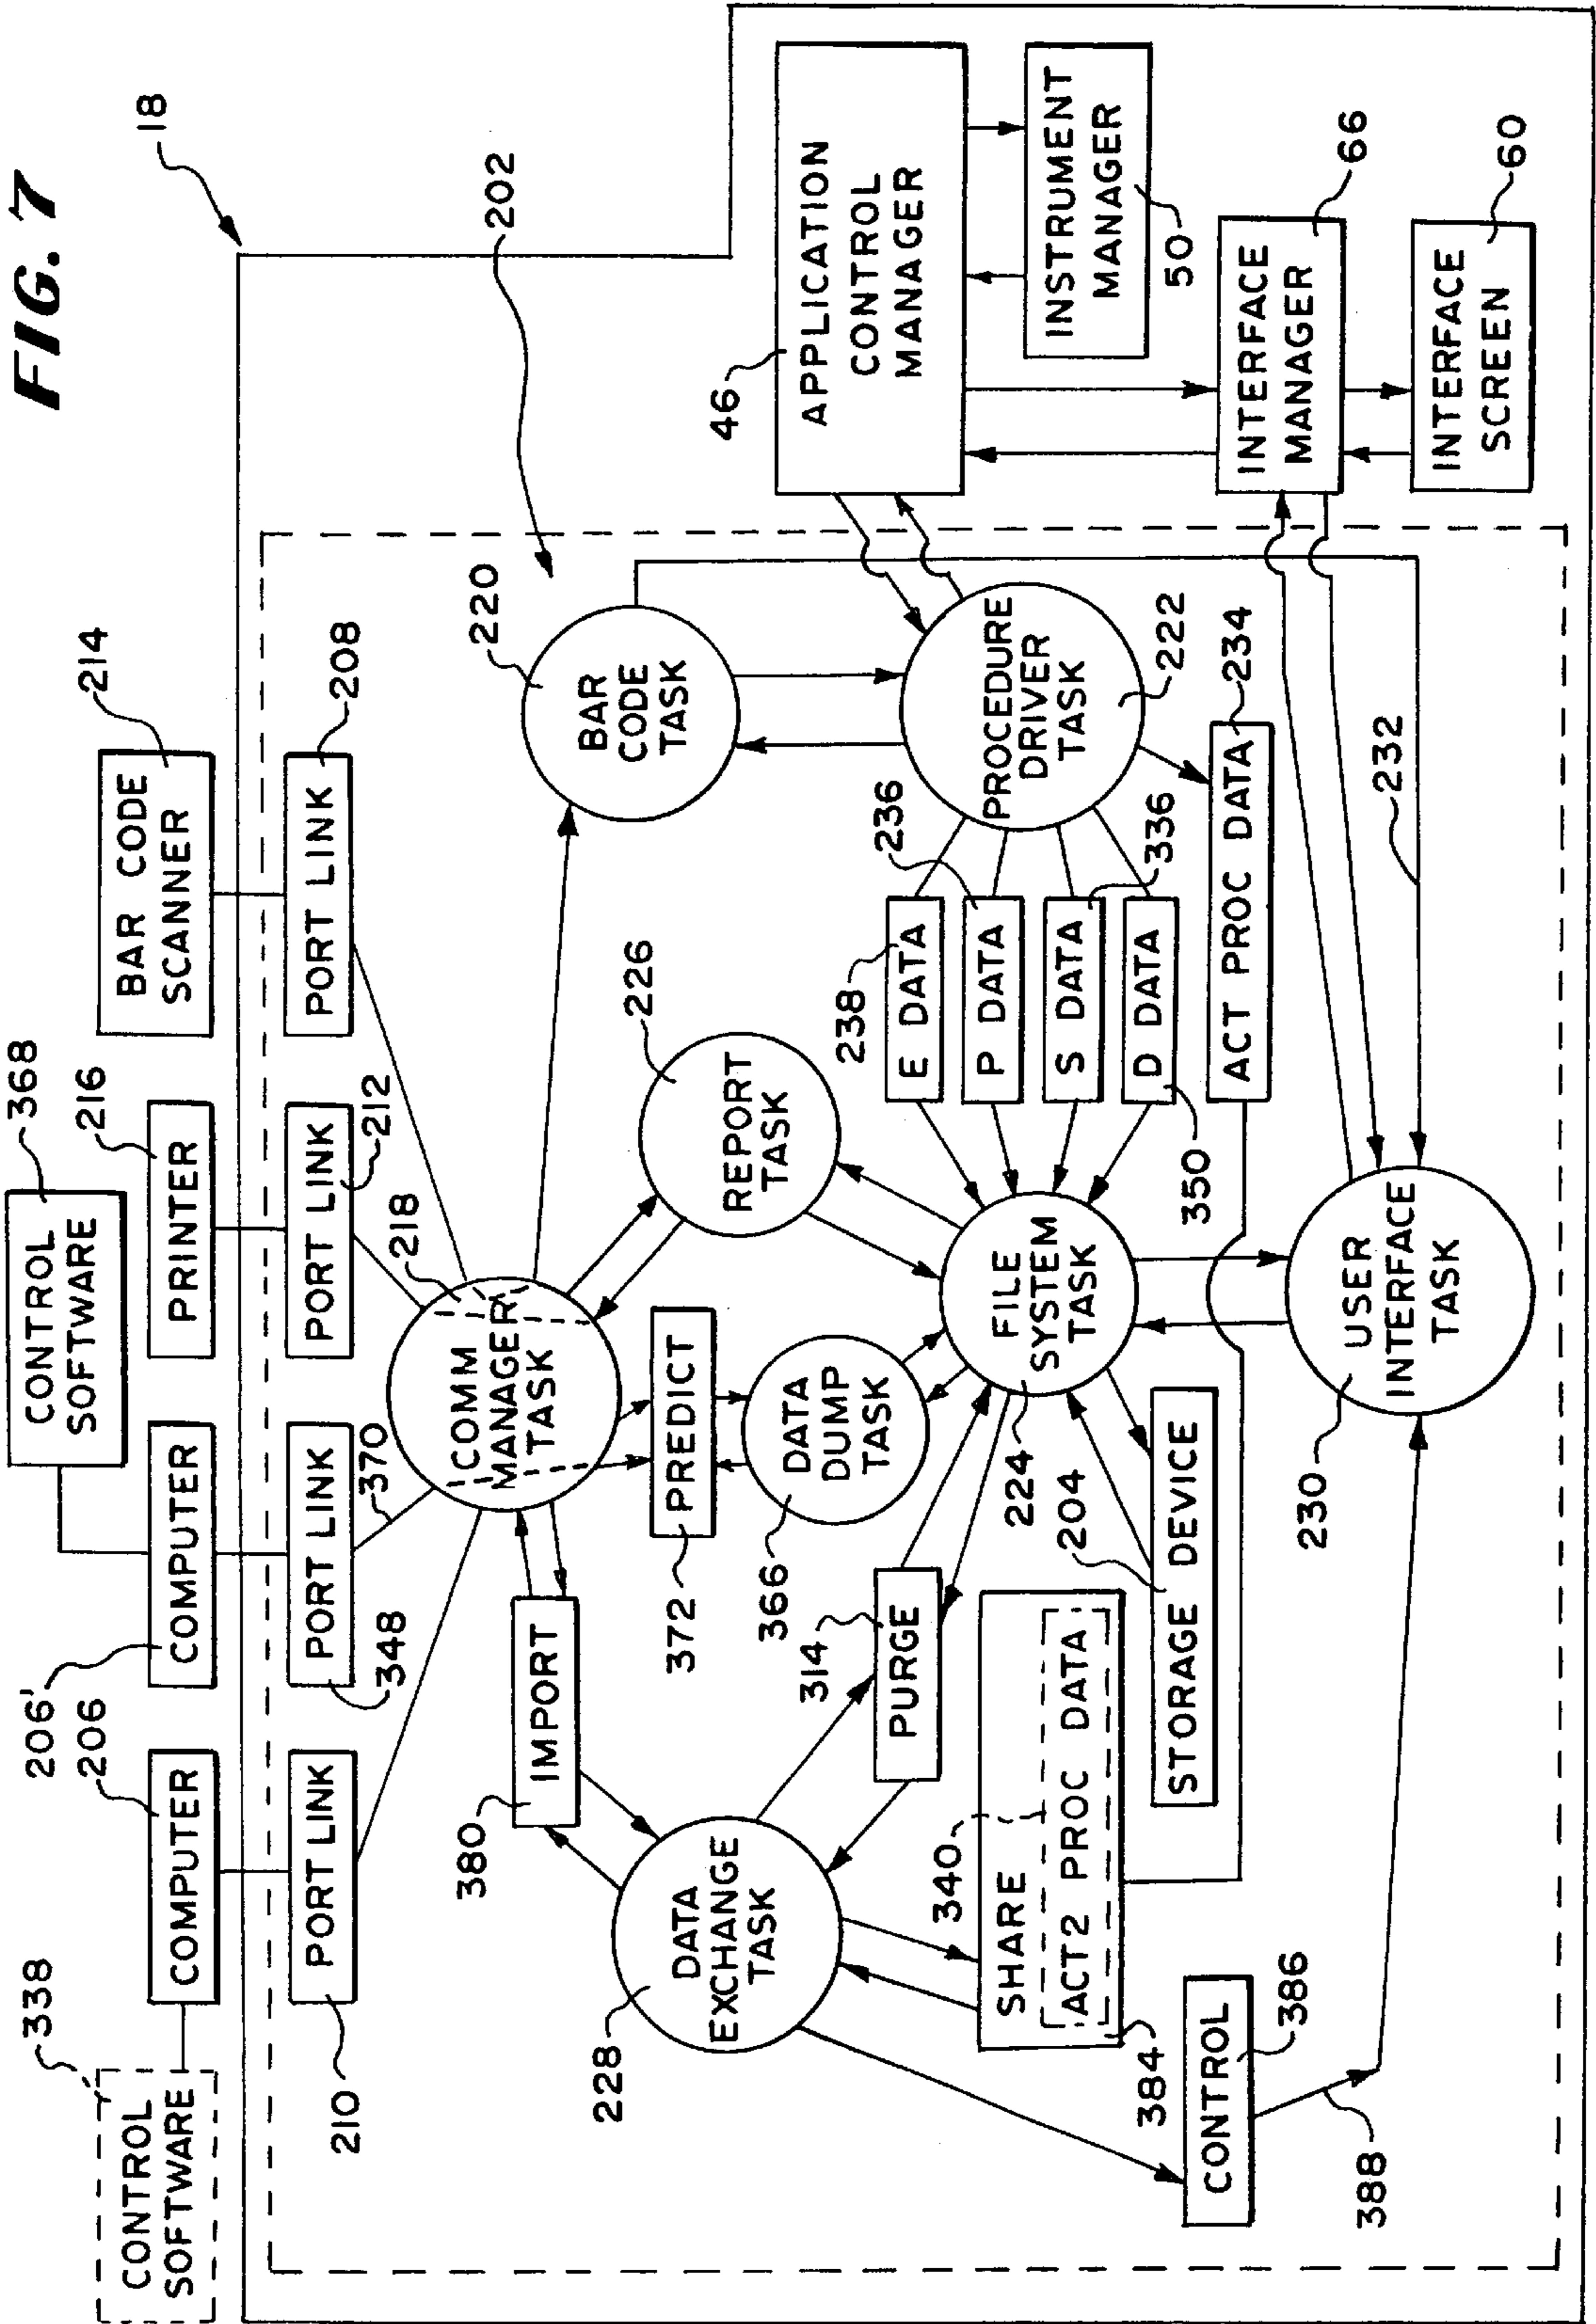 FIG. 7
18
338
CONTROL
SOFTWARE
206
COMPUTER
206'
COMPUTER
368
CONTROL
SOFTWARE
216
PRINTER
214
BAR CODE
SCANNER
210
PORT LINK
348
PORT LINK
370
PORT LINK
212
PORT LINK
208
202
218
COMM
MANAGER
TASK
220
BAR
CODE
TASK
380
IMPORT
372
PREDICT
226
REPORT
TASK
228
DATA
EXCHANGE
TASK
366
DATA
DUMP
TASK
314
PURGE
224
FILE
SYSTEM
TASK
238
E DATA
236
P DATA
336
S DATA
350
D DATA
PROCEDURE
DRIVER
TASK
222
234
ACT PROC DATA
340
SHARE
ACT2 PROC DATA
384
204
STORAGE DEVICE
386
CONTROL
388
230
USER
INTERFACE
TASK
232
46
APPLICATION
CONTROL
MANAGER
INSTRUMENT
MANAGER
50
INTERFACE
MANAGER
66
INTERFACE
SCREEN
60